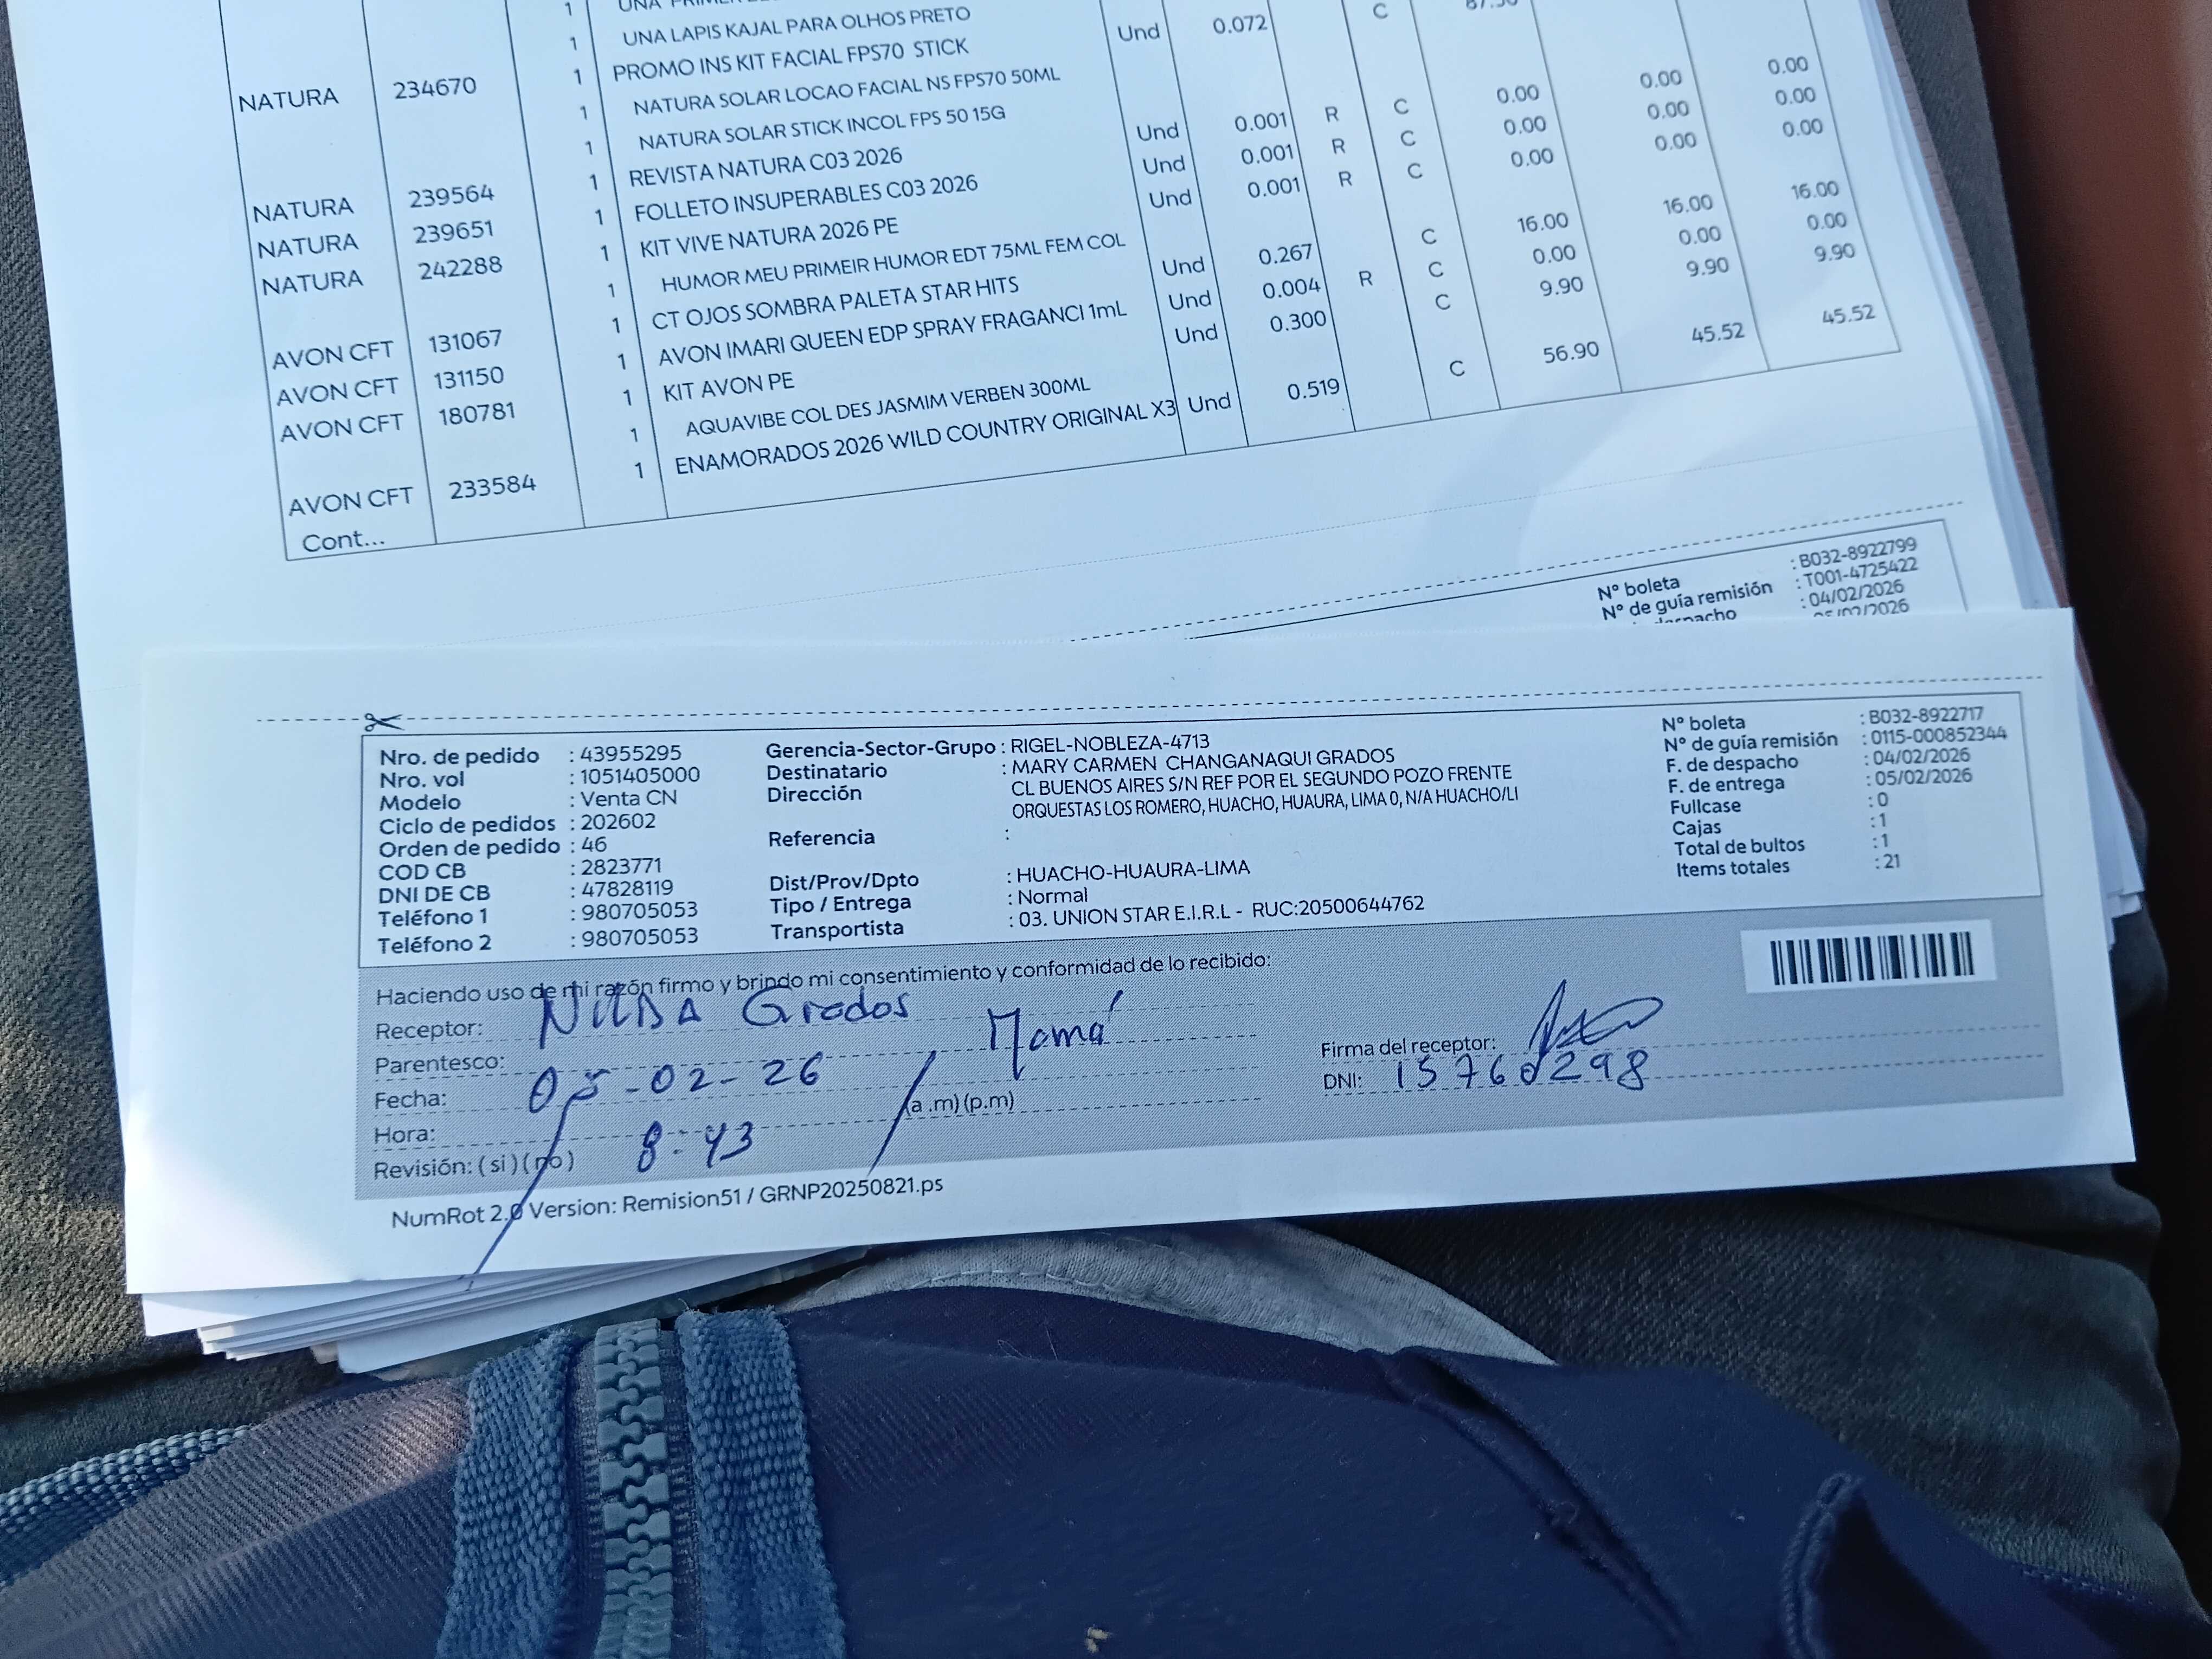 1 UNA LAPIS KAJAL PARA OLHOS PRETO
NATURA 234670 1 PROMO INS KIT FACIAL FPS70 STICK Und 0.072 C
1 NATURA SOLAR LOCAO FACIAL NS FPS70 50ML
1 NATURA SOLAR STICK INCOL FPS 50 15G
NATURA 239564 1 REVISTA NATURA C03 2026 Und 0.001 R C 0.00 0.00 0.00
NATURA 239651 1 FOLLETO INSUPERABLES C03 2026 Und 0.001 R C 0.00 0.00 0.00
NATURA 242288 1 KIT VIVE NATURA 2026 PE Und 0.001 R C 0.00 0.00 0.00
1 HUMOR MEU PRIMEIR HUMOR EDT 75ML FEM COL
AVON CFT 131067 1 CT OJOS SOMBRA PALETA STAR HITS Und 0.267 C 16.00 16.00 16.00
AVON CFT 131150 1 AVON IMARI QUEEN EDP SPRAY FRAGANCI 1mL Und 0.004 R C 0.00 0.00 0.00
AVON CFT 180781 1 KIT AVON PE Und 0.300 C 9.90 9.90 9.90
1 AQUAVIBE COL DES JASMIM VERBEN 300ML
AVON CFT 233584 1 ENAMORADOS 2026 WILD COUNTRY ORIGINAL X3 Und 0.519 C 56.90 45.52 45.52
Cont...
N° boleta : B032-8922799
N° de guía remisión : T001-4725422
despacho : 04/02/2026
Nro. de pedido : 43955295
Nro. vol : 1051405000
Modelo : Venta CN
Ciclo de pedidos : 202602
Orden de pedido : 46
COD CB : 2823771
DNI DE CB : 47828119
Teléfono 1 : 980705053
Teléfono 2 : 980705053
Gerencia-Sector-Grupo : RIGEL-NOBLEZA-4713
Destinatario : MARY CARMEN CHANGANAQUI GRADOS
Dirección CL BUENOS AIRES S/N REF POR EL SEGUNDO POZO FRENTE
ORQUESTAS LOS ROMERO, HUACHO, HUAURA, LIMA 0, N/A HUACHO/LI
Referencia :
Dist/Prov/Dpto : HUACHO-HUAURA-LIMA
Tipo / Entrega : Normal
Transportista : 03. UNION STAR E.I.R.L - RUC:20500644762
N° boleta : B032-8922717
N° de guía remisión : 0115-000852344
F. de despacho : 04/02/2026
F. de entrega : 05/02/2026
Fullcase : 0
Cajas : 1
Total de bultos : 1
Items totales : 21
Haciendo uso de mi razón firmo y brindo mi consentimiento y conformidad de lo recibido:
Receptor: Grados
Parentesco: Mamá
Fecha: 05-02-26
Hora: 8:43 (a .m) (p.m)
Revisión: ( si ) ( no )
Firma del receptor:
DNI: 15760298
NumRot 2.0 Version: Remision51 / GRNP20250821.ps